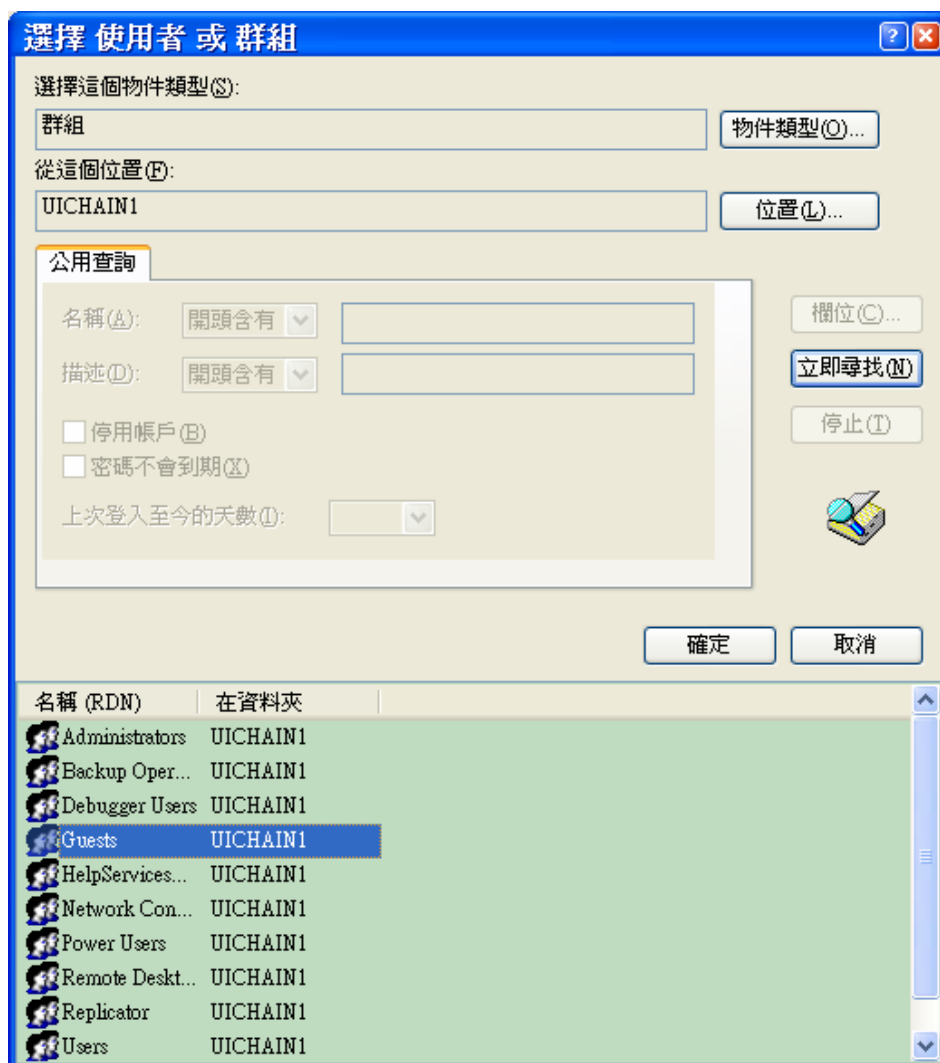 選擇 使用者 或 群組
選擇這個物件類型(S):
群組
物件類型(O)...
從這個位置(F):
UICHAIN1
位置(L)...
公用查詢
名稱(A):
開頭含有
欄位(C)...
描述(D):
開頭含有
立即尋找(N)
停用帳戶(B)
停止(T)
密碼不會到期(X)
上次登入至今的天數(I):
確定
取消
名稱 (RDN) 在資料夾
Administrators UICHAIN1
Backup Oper... UICHAIN1
Debugger Users UICHAIN1
Guests UICHAIN1
HelpServices... UICHAIN1
Network Con... UICHAIN1
Power Users UICHAIN1
Remote Deskt... UICHAIN1
Replicator UICHAIN1
Users UICHAIN1